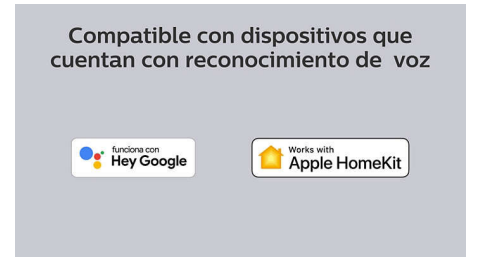 Compatible con dispositivos que
cuentan con reconocimiento de voz
funciona con
Hey Google
Works with
Apple HomeKit